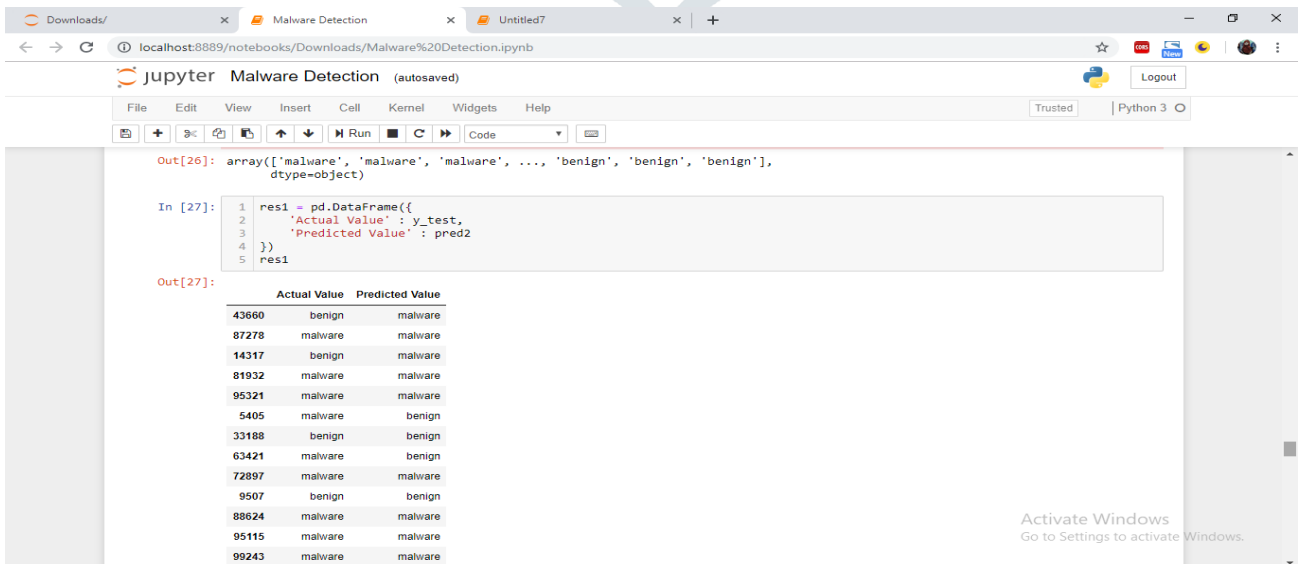 Downloads/ Malware Detection Untitled7
localhost:8889/notebooks/Downloads/Malware%20Detection.ipynb CORS New
jupyter Malware Detection (autosaved) Logout
File Edit View Insert Cell Kernel Widgets Help Trusted Python 3
Run Code
Out[26]: array(['malware', 'malware', 'malware', ..., 'benign', 'benign', 'benign'],
dtype=object)
In [27]: 1 res1 = pd.DataFrame({
2 'Actual Value' : y_test,
3 'Predicted Value' : pred2
4 })
5 res1
Out[27]:
Actual Value Predicted Value
43660 benign malware
87278 malware malware
14317 benign malware
81932 malware malware
95321 malware malware
5405 malware benign
33188 benign benign
63421 malware benign
72897 malware malware
9507 benign benign
88624 malware malware
95115 malware malware
99243 malware malware
Activate Windows
Go to Settings to activate Windows.